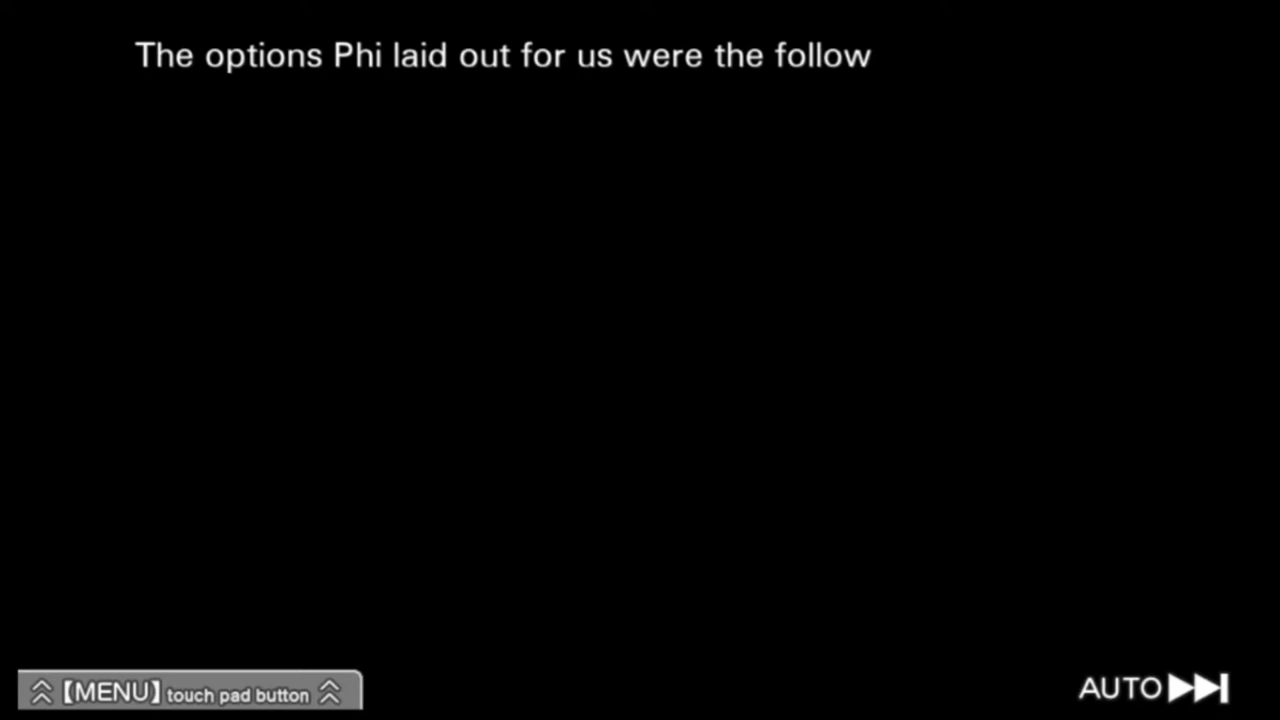 The options Phi laid out for us were the follow
【MENU】touch pad button
AUTO